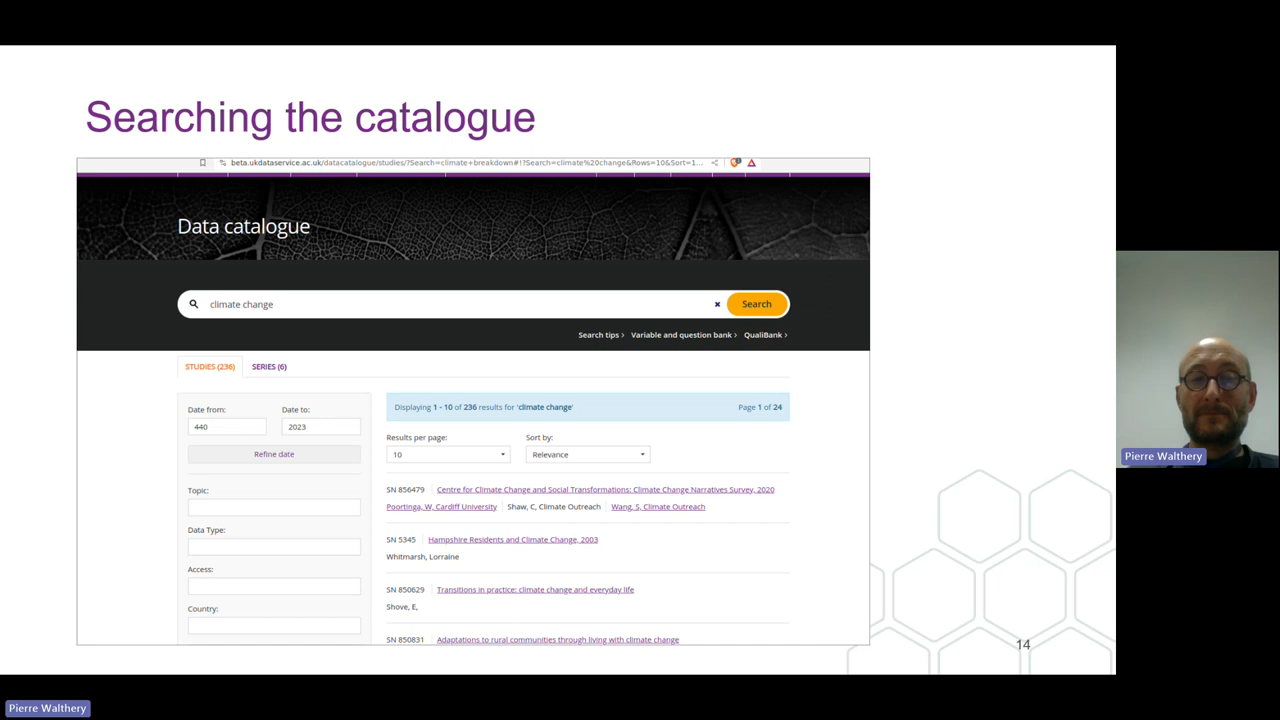 Searching the catalogue
beta.ukdataservice.ac.uk/datacatalogue/studies/?Search=climate+breakdown#!?Search=climate%20change&Rows=10&Sort=1...
Data catalogue
climate change
Search
Search tips
Variable and question bank
QualiBank
STUDIES (236)
SERIES (6)
Date from:
Date to:
440
2023
Refine date
Topic:
Data Type:
Access:
Country:
Displaying 1 - 10 of 236 results for 'climate change'
Page 1 of 24
Results per page:
Sort by:
10
Relevance
SN 856479 Centre for Climate Change and Social Transformations: Climate Change Narratives Survey, 2020
Poortinga, W, Cardiff University Shaw, C, Climate Outreach Wang, S, Climate Outreach
SN 5345 Hampshire Residents and Climate Change, 2003
Whitmarsh, Lorraine
SN 850629 Transitions in practice: climate change and everyday life
Shove, E,
SN 850831 Adaptations to rural communities through living with climate change
14
Pierre Walthery
Pierre Walthery